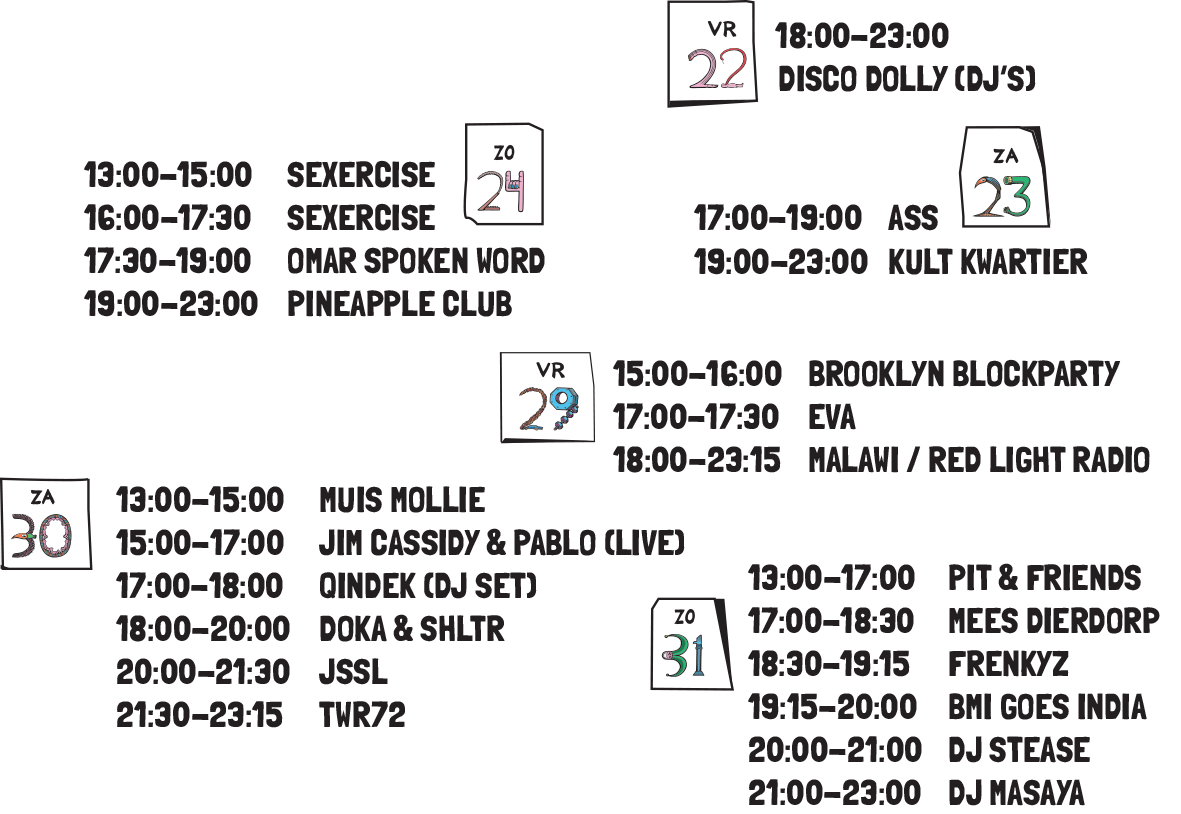 VR
22
18:00–23:00
DISCO DOLLY (DJ'S)
ZA
23
17:00–19:00 ASS
19:00–23:00 KULT KWARTIER
ZO
24
13:00–15:00 SEXERCISE
16:00–17:30 SEXERCISE
17:30–19:00 OMAR SPOKEN WORD
19:00–23:00 PINEAPPLE CLUB
VR
29
15:00–16:00 BROOKLYN BLOCKPARTY
17:00–17:30 EVA
18:00–23:15 MALAWI / RED LIGHT RADIO
ZA
30
13:00–15:00 MUIS MOLLIE
15:00–17:00 JIM CASSIDY & PABLO (LIVE)
17:00–18:00 QINDEK (DJ SET)
18:00–20:00 DOKA & SHLTR
20:00–21:30 JSSL
21:30–23:15 TWR72
ZO
31
13:00–17:00 PIT & FRIENDS
17:00–18:30 MEES DIERDORP
18:30–19:15 FRENKYZ
19:15–20:00 BMI GOES INDIA
20:00–21:00 DJ STEASE
21:00–23:00 DJ MASAYA